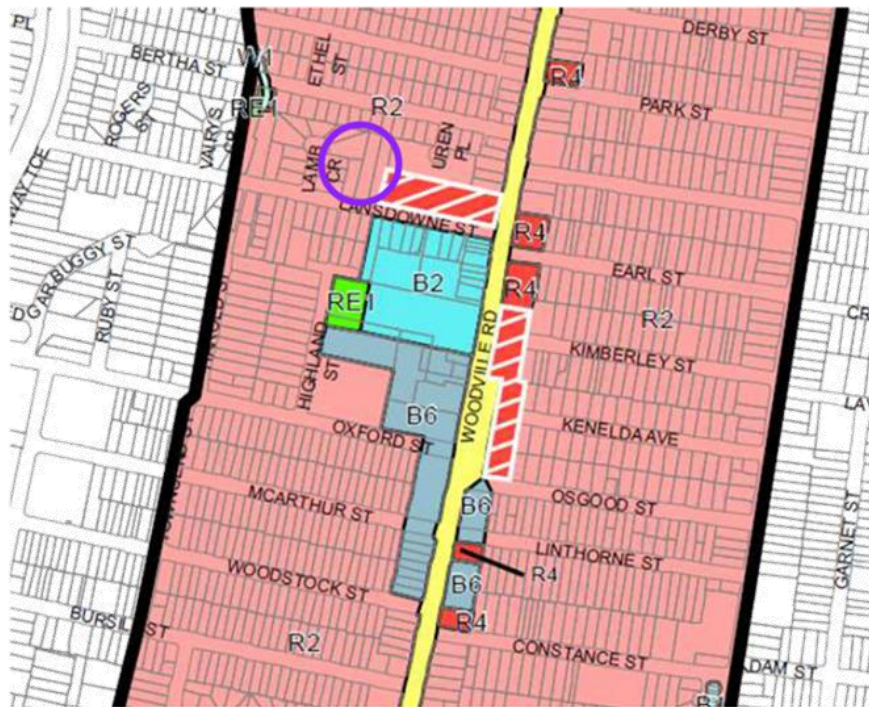 PL
DERBY ST
BERTHA ST
W1
ETHEL
ST
R4
PARK ST
RE1
R2
ROGERS
ST
VALRYS
UREN
PL
LAMB
CR
LANSDOWNE ST
R4
EARL ST
B2
R4
RE1
R2
GARBUGGY ST
RUBY ST
WOODVILLE RD
KIMBERLEY ST
HIGHLAND
ST
B6
OXFORD ST
KENELDA AVE
MCARTHUR ST
B6
OSGOOD ST
LINTHORNE ST
R4
GARNET ST
WOODSTOCK ST
B6
R4
R2
CONSTANCE ST